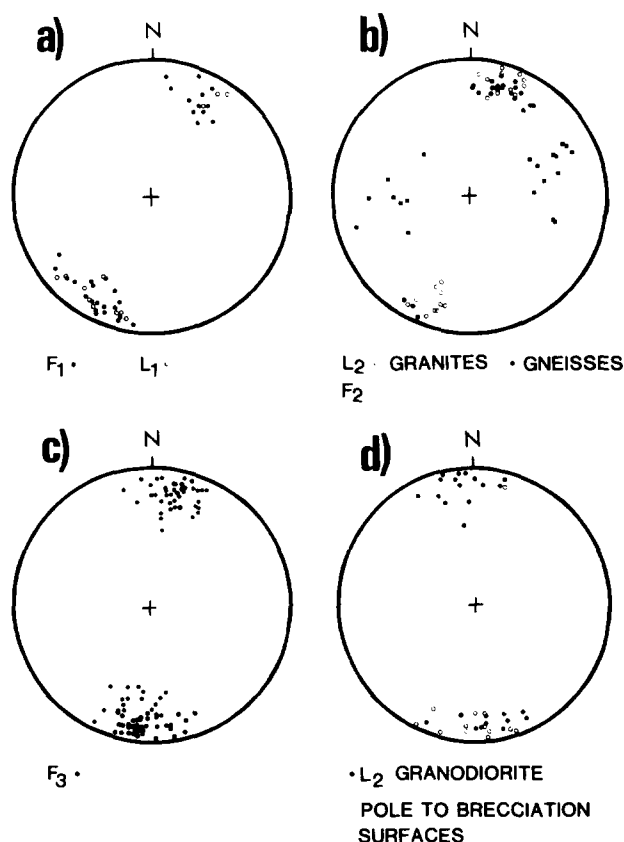 a)
N
F₁ · L₁
b)
N
L₂ · GRANITES · GNEISSES
F₂
c)
N
F₃ ·
d)
N
· L₂ GRANODIORITE
POLE TO BRECCIATION
SURFACES